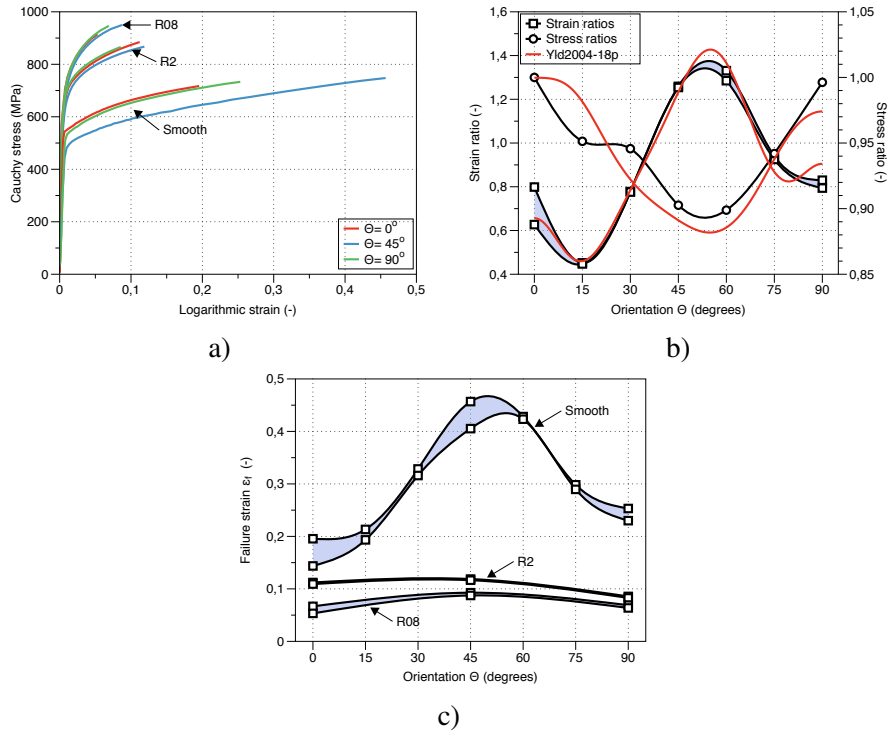 1000
800
600
400
200
0
0
0,1
0,2
0,3
0,4
0,5
Cauchy stress (MPa)
Logarithmic strain (-)
R08
R2
Smooth
Θ= 0°
Θ= 45°
Θ= 90°
a)
Strain ratios
Stress ratios
Yld2004-18p
1,6
1,4
1,2
1,0
0,8
0,6
0,4
Strain ratio (-)
1,05
1,00
0,95
0,90
0,85
Stress ratio (-)
0
15
30
45
60
75
90
Orientation Θ (degrees)
b)
0,5
0,4
0,3
0,2
0,1
0
Failure strain εf (-)
Smooth
R2
R08
0
15
30
45
60
75
90
Orientation Θ (degrees)
c)